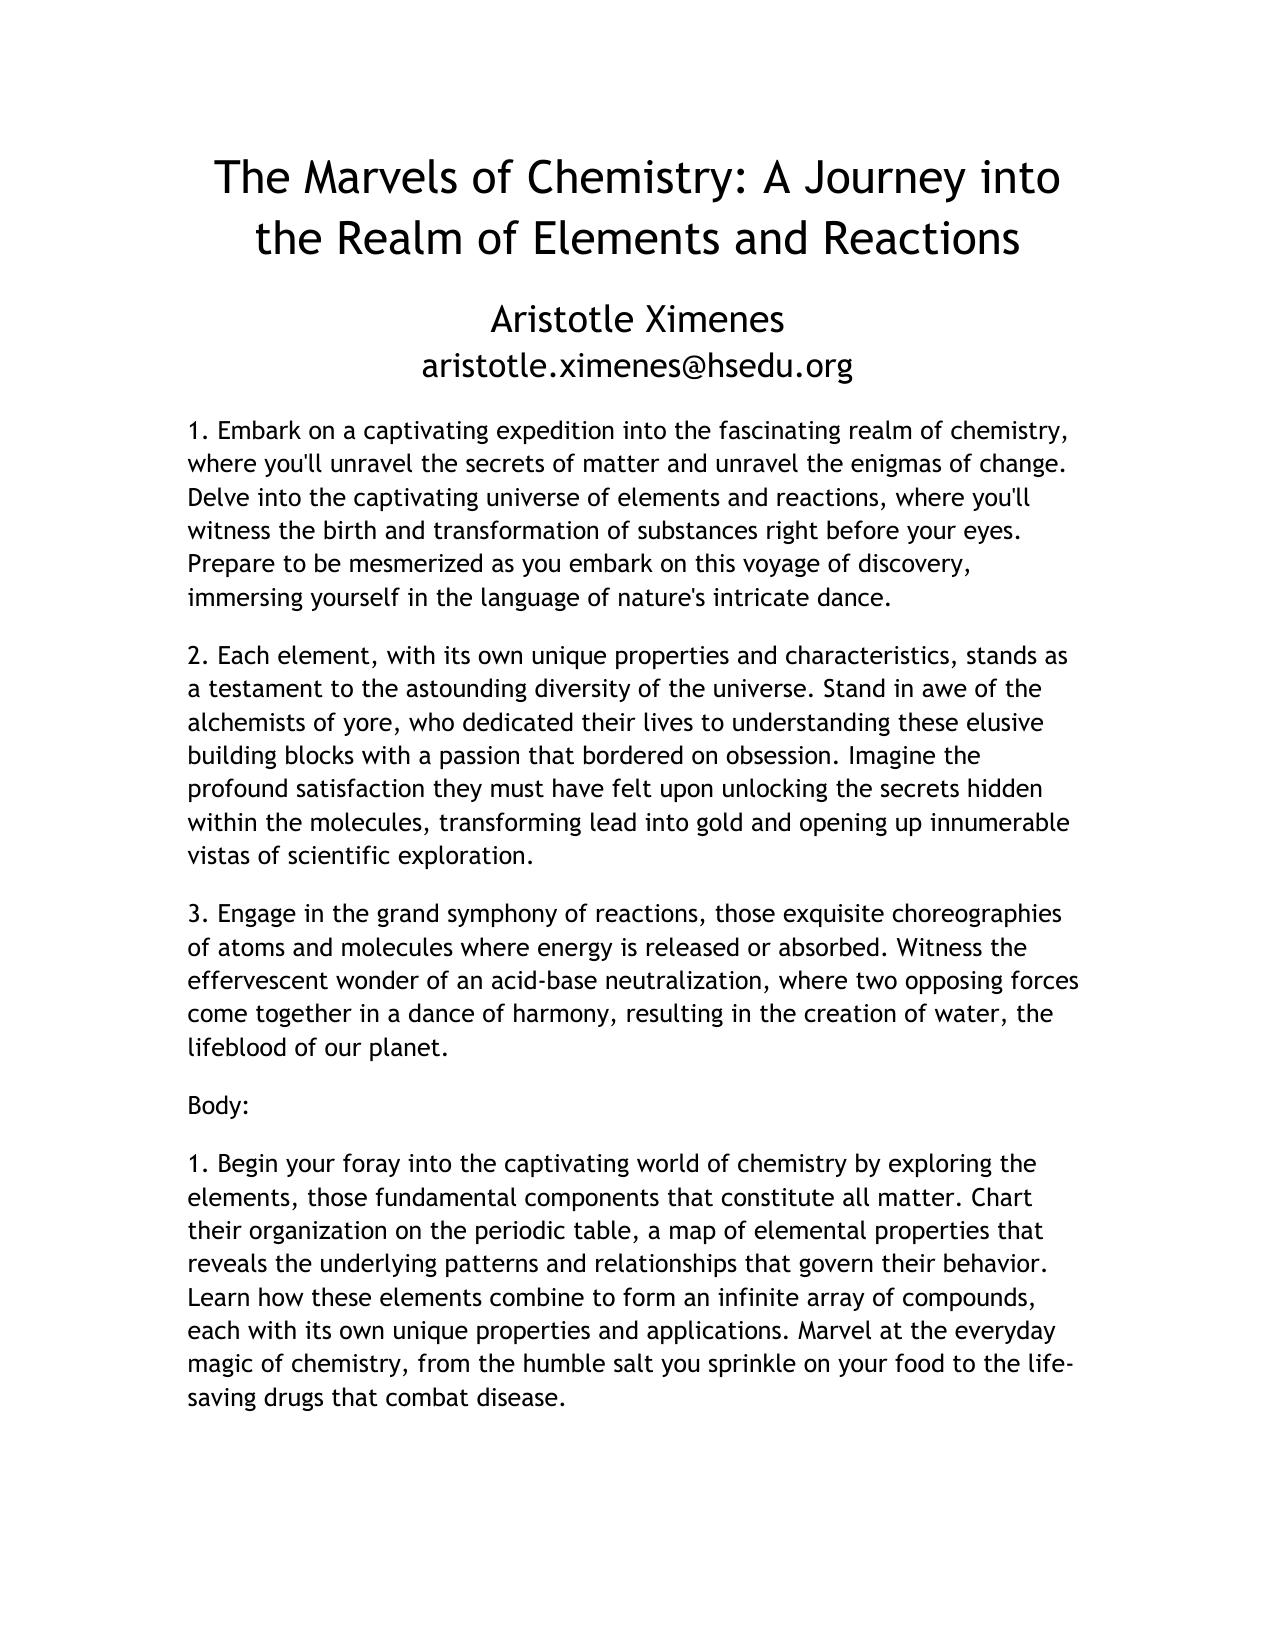 The Marvels of Chemistry: A Journey into
the Realm of Elements and Reactions
Aristotle Ximenes
aristotle.ximenes@hsedu.org
1. Embark on a captivating expedition into the fascinating realm of chemistry,
where you'll unravel the secrets of matter and unravel the enigmas of change.
Delve into the captivating universe of elements and reactions, where you'll
witness the birth and transformation of substances right before your eyes.
Prepare to be mesmerized as you embark on this voyage of discovery,
immersing yourself in the language of nature's intricate dance.
2. Each element, with its own unique properties and characteristics, stands as
a testament to the astounding diversity of the universe. Stand in awe of the
alchemists of yore, who dedicated their lives to understanding these elusive
building blocks with a passion that bordered on obsession. Imagine the
profound satisfaction they must have felt upon unlocking the secrets hidden
within the molecules, transforming lead into gold and opening up innumerable
vistas of scientific exploration.
3. Engage in the grand symphony of reactions, those exquisite choreographies
of atoms and molecules where energy is released or absorbed. Witness the
effervescent wonder of an acid-base neutralization, where two opposing forces
come together in a dance of harmony, resulting in the creation of water, the
lifeblood of our planet.
Body:
1. Begin your foray into the captivating world of chemistry by exploring the
elements, those fundamental components that constitute all matter. Chart
their organization on the periodic table, a map of elemental properties that
reveals the underlying patterns and relationships that govern their behavior.
Learn how these elements combine to form an infinite array of compounds,
each with its own unique properties and applications. Marvel at the everyday
magic of chemistry, from the humble salt you sprinkle on your food to the life-
saving drugs that combat disease.